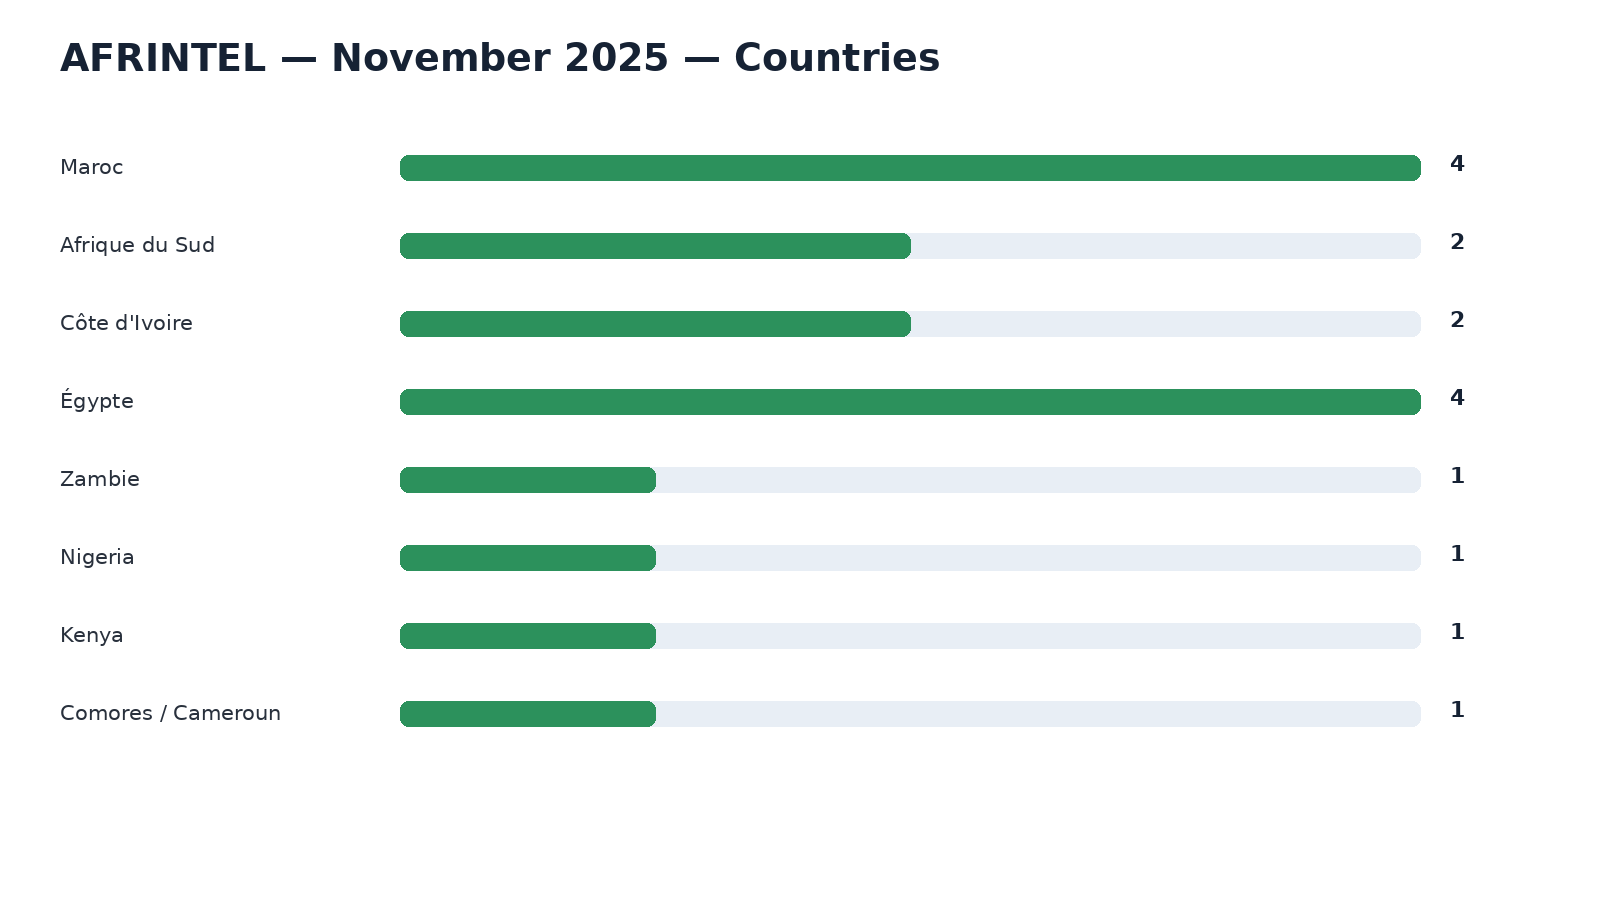 AFRINTEL — November 2025 — Countries
Maroc 4
Afrique du Sud 2
Côte d'Ivoire 2
Égypte 4
Zambie 1
Nigeria 1
Kenya 1
Comores / Cameroun 1